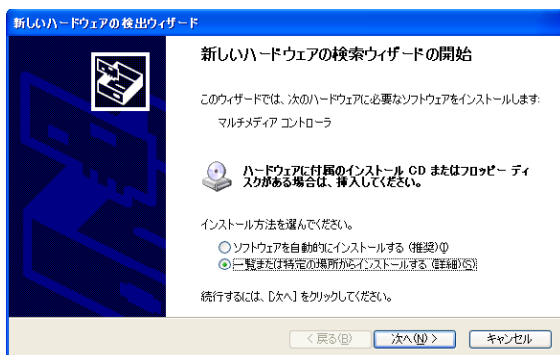 新しいハードウェアの検出ウィザード
新しいハードウェアの検索ウィザードの開始
このウィザードでは、次のハードウェアに必要なソフトウェアをインストールします:
マルチメディア コントローラ
ハードウェアに付属のインストール CD またはフロッピー ディ
スクがある場合は、挿入してください。
インストール方法を選んでください。
ソフトウェアを自動的にインストールする (推奨)(I)
一覧または特定の場所からインストールする (詳細)(S)
続行するには、[次へ] をクリックしてください。
< 戻る(B) 次へ(N) > キャンセル